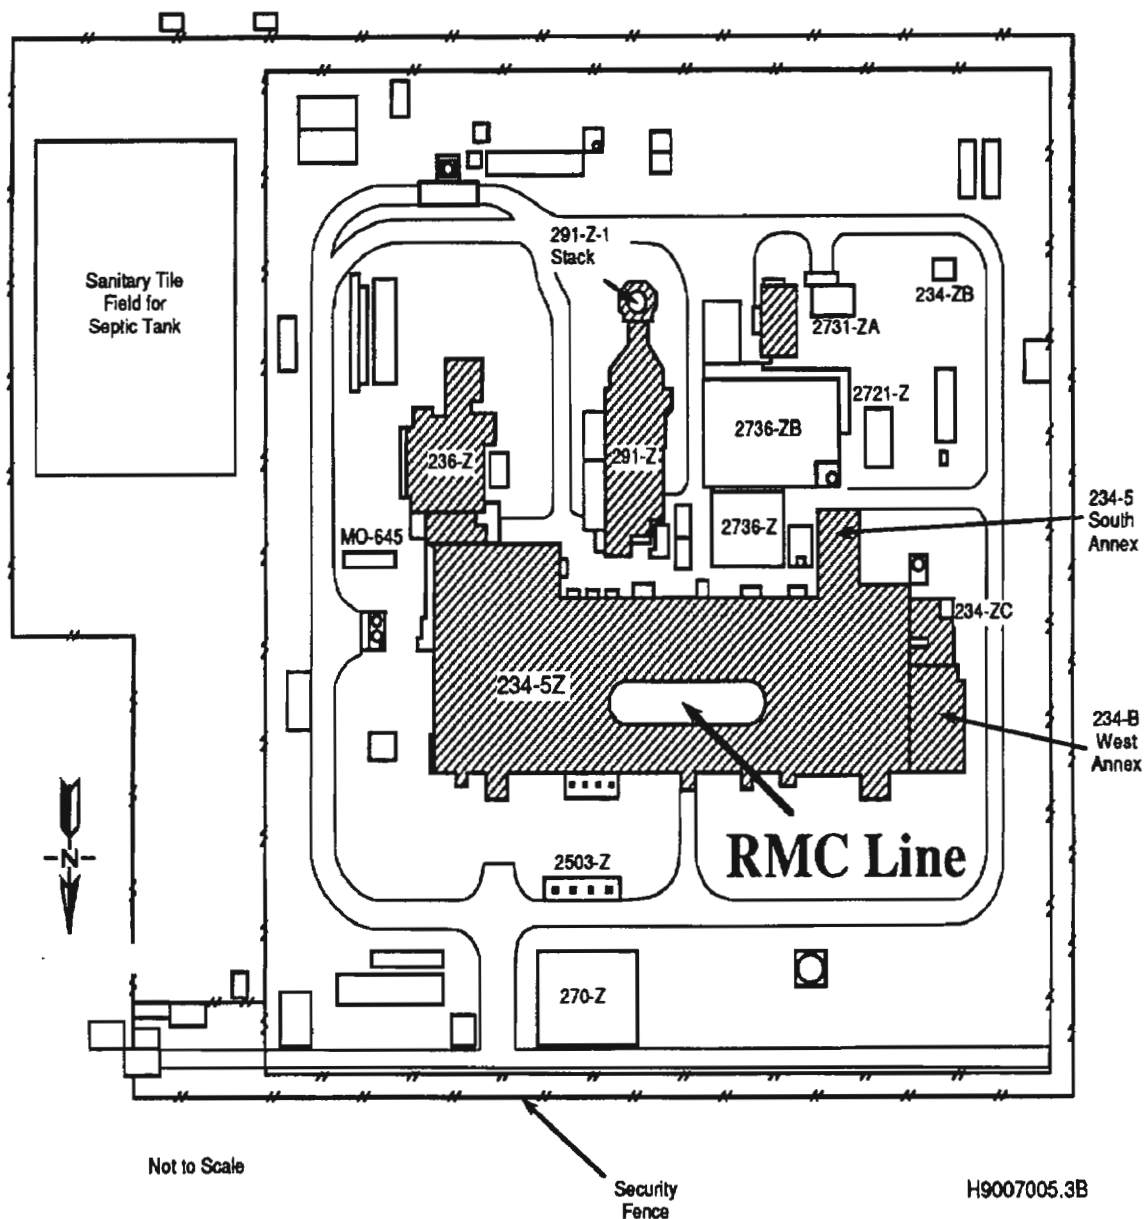 291-Z-1
Stack
Sanitary Tile
Field for
Septic Tank
234-ZB
2731-ZA
2721-Z
2736-ZB
236-Z
291-Z
234-5
South
Annex
2736-Z
MO-645
234-ZC
234-5Z
234-B
West
Annex
RMC Line
N
2503-Z
270-Z
Not to Scale
Security
Fence
H9007005.3B